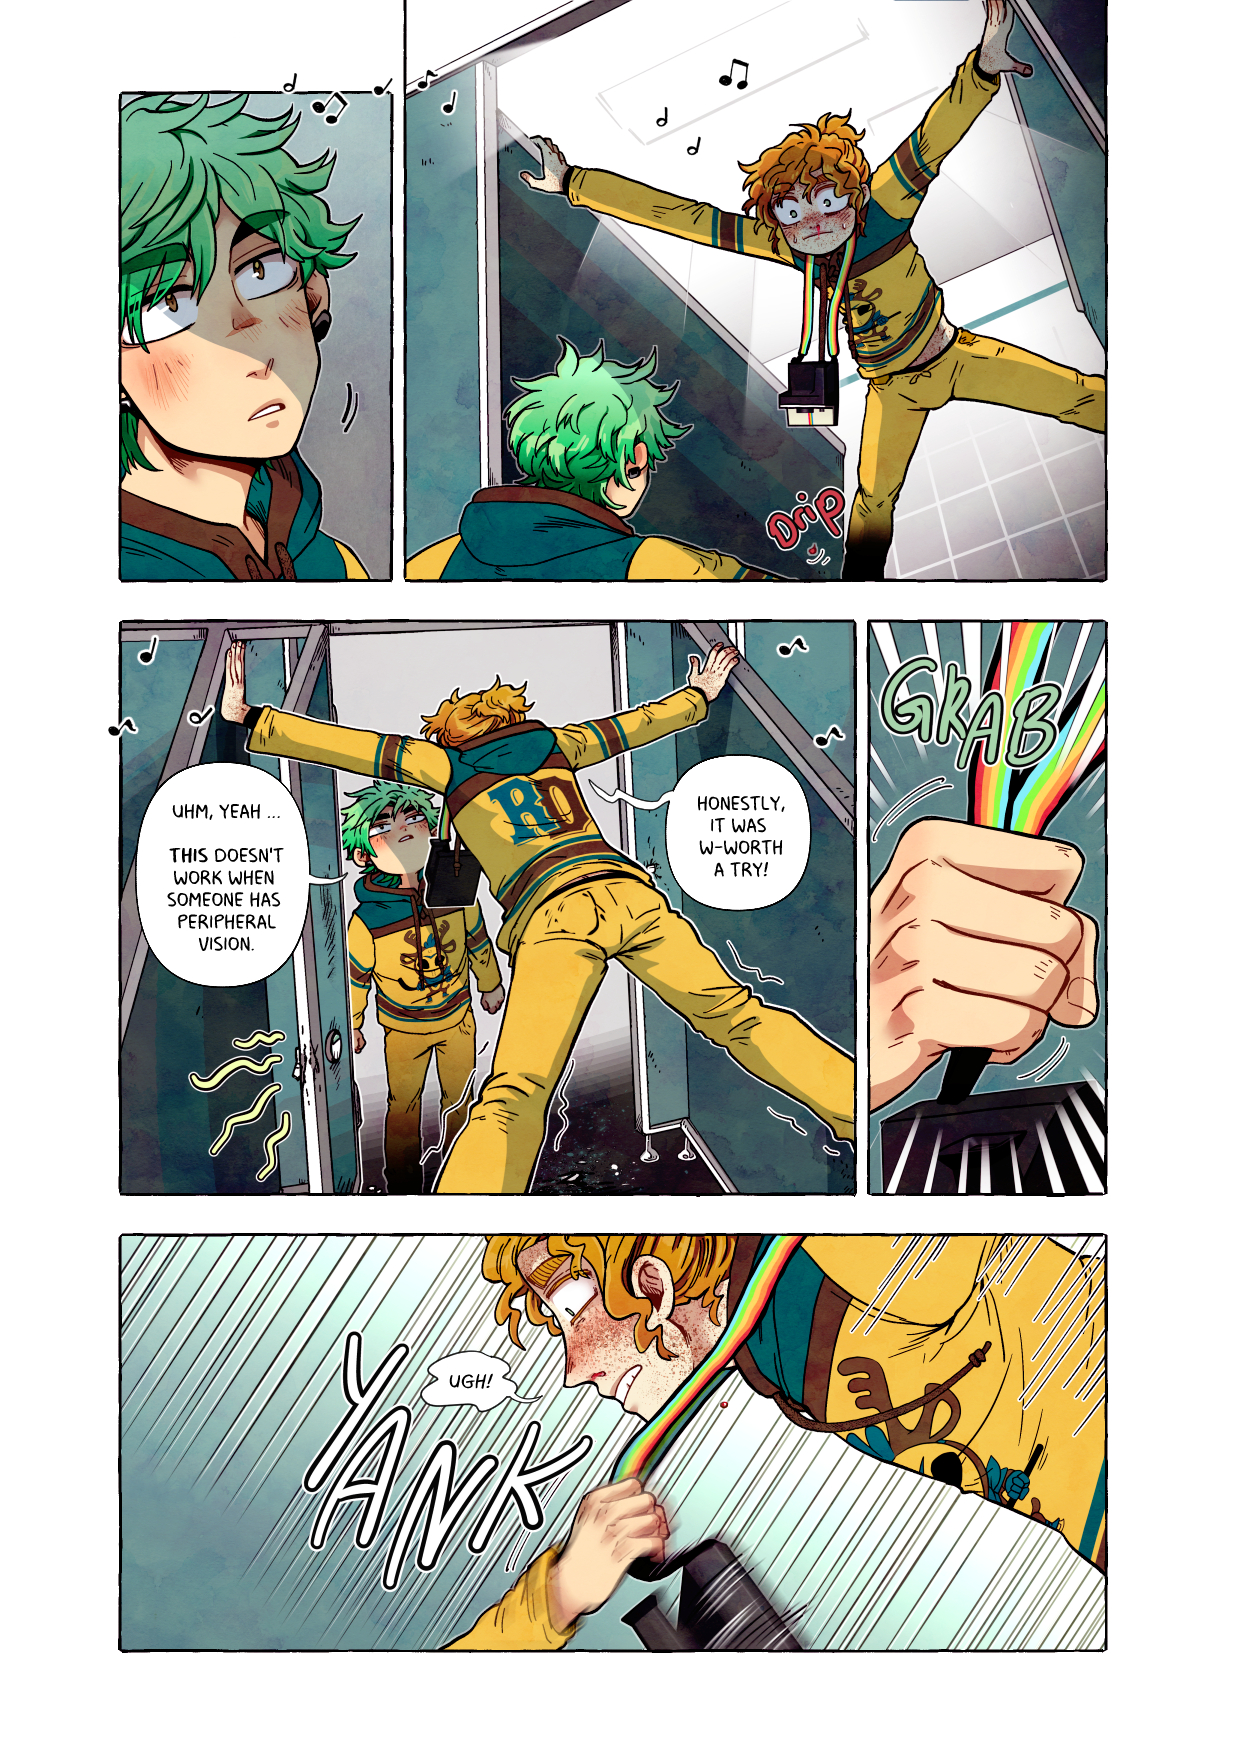 Drip
UHM, YEAH ...
THIS DOESN'T
WORK WHEN
SOMEONE HAS
PERIPHERAL
VISION.
RD
HONESTLY,
IT WAS
W-WORTH
A TRY!
GRAB
UGH!
YANK